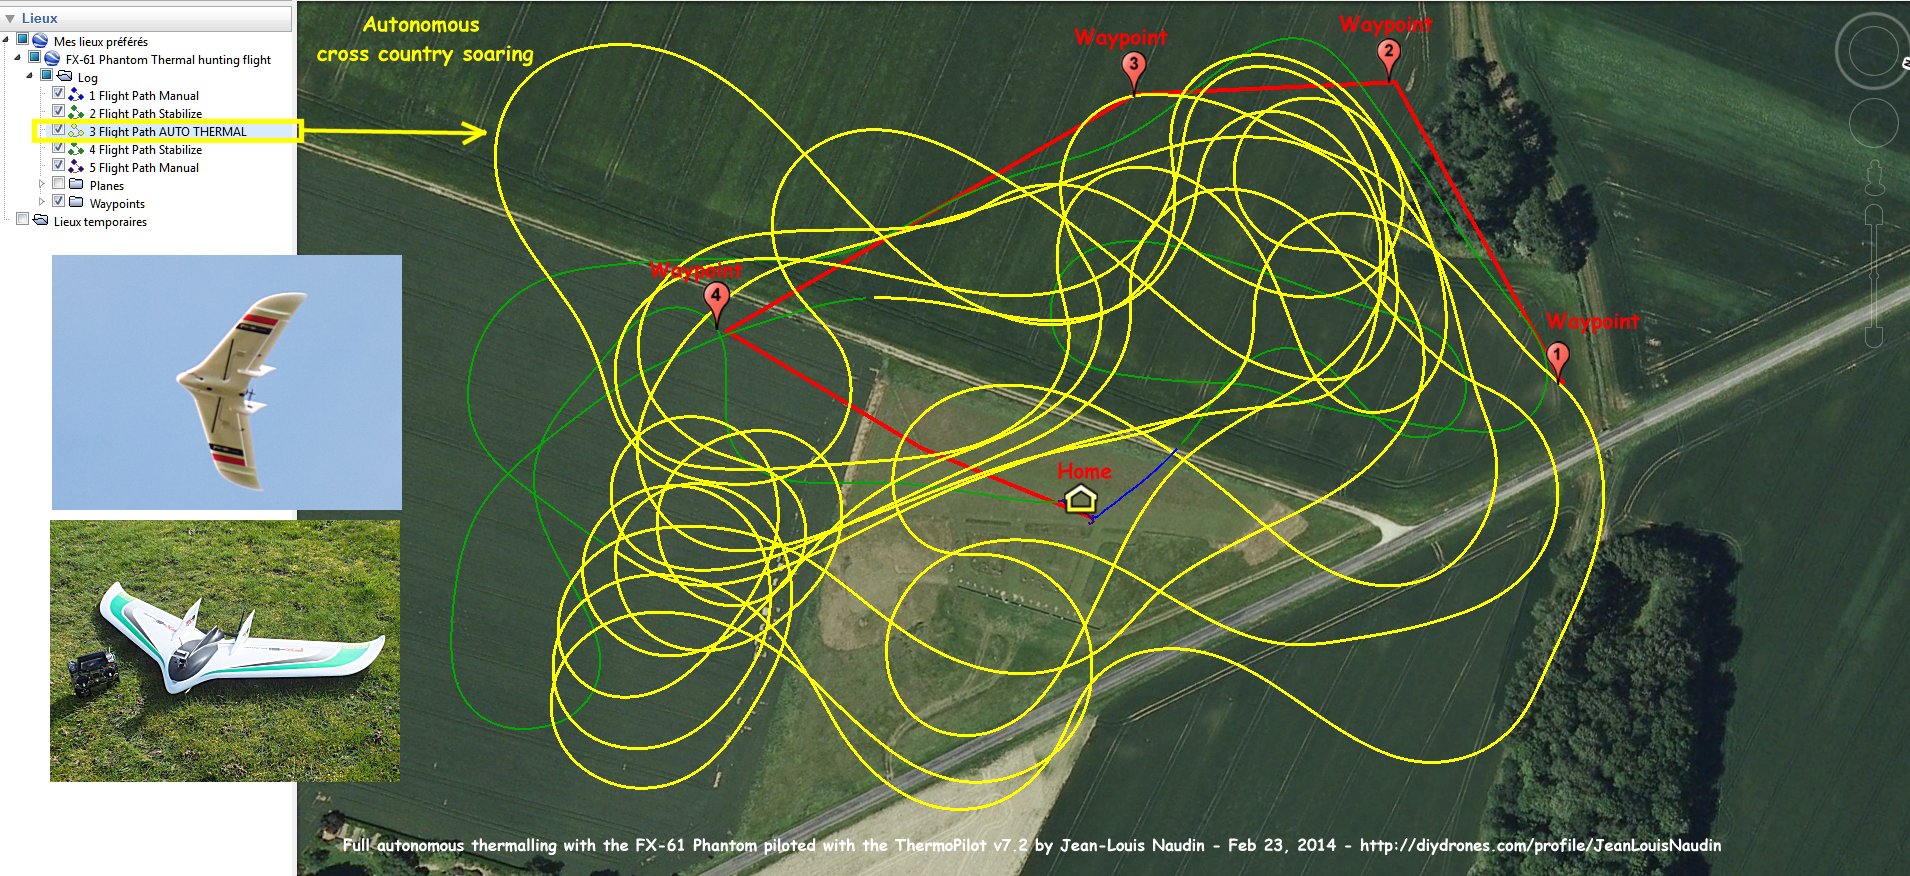 Lieux
Mes lieux préférés
FX-61 Phantom Thermal hunting flight
Log
1 Flight Path Manual
2 Flight Path Stabilize
3 Flight Path AUTO THERMAL
4 Flight Path Stabilize
5 Flight Path Manual
Planes
Waypoints
Lieux temporaires
Autonomous
cross country soaring
Waypoint
3
Waypoint
2
Waypoint
4
Waypoint
1
Home
Full autonomous thermalling with the FX-61 Phantom piloted with the ThermoPilot v7.2 by Jean-Louis Naudin - Feb 23, 2014 - http://diydrones.com/profile/JeanLouisNaudin